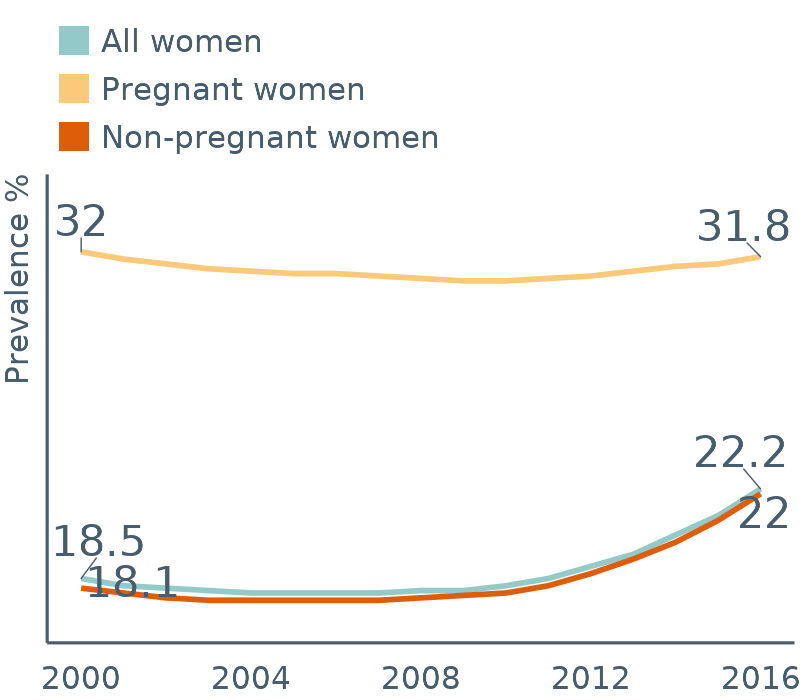 All women
Pregnant women
Non-pregnant women
Prevalence %
32
31.8
22.2
22
18.5
18.1
2000 2004 2008 2012 2016